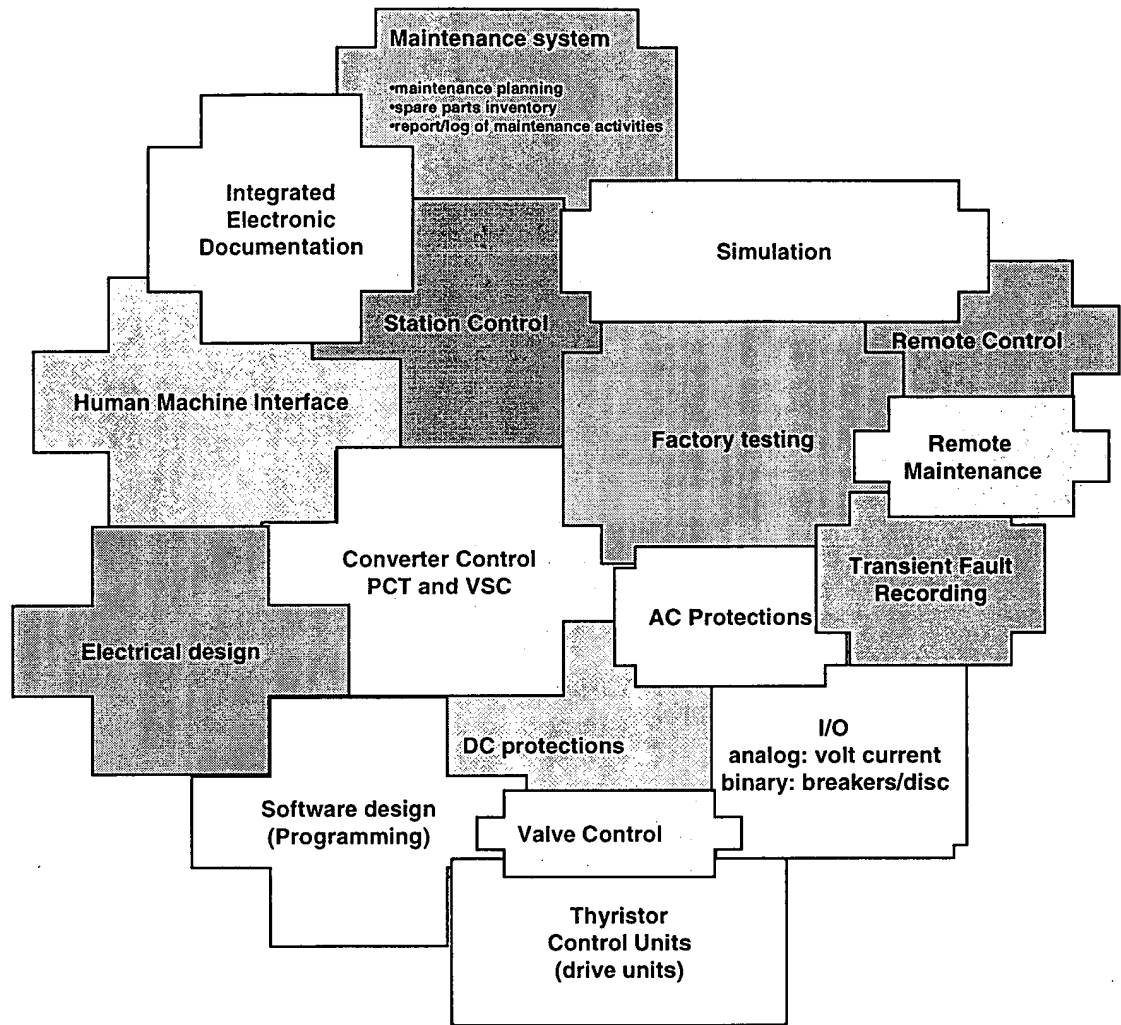 Maintenance system
•maintenance planning
•spare parts inventory
•report/log of maintenance activities
Integrated
Electronic
Documentation
Simulation
Station Control
Remote Control
Human Machine Interface
Factory testing
Remote
Maintenance
Converter Control
PCT and VSC
Transient Fault
Recording
AC Protections
Electrical design
I/O
analog: volt current
binary: breakers/disc
DC protections
Software design
(Programming)
Valve Control
Thyristor
Control Units
(drive units)